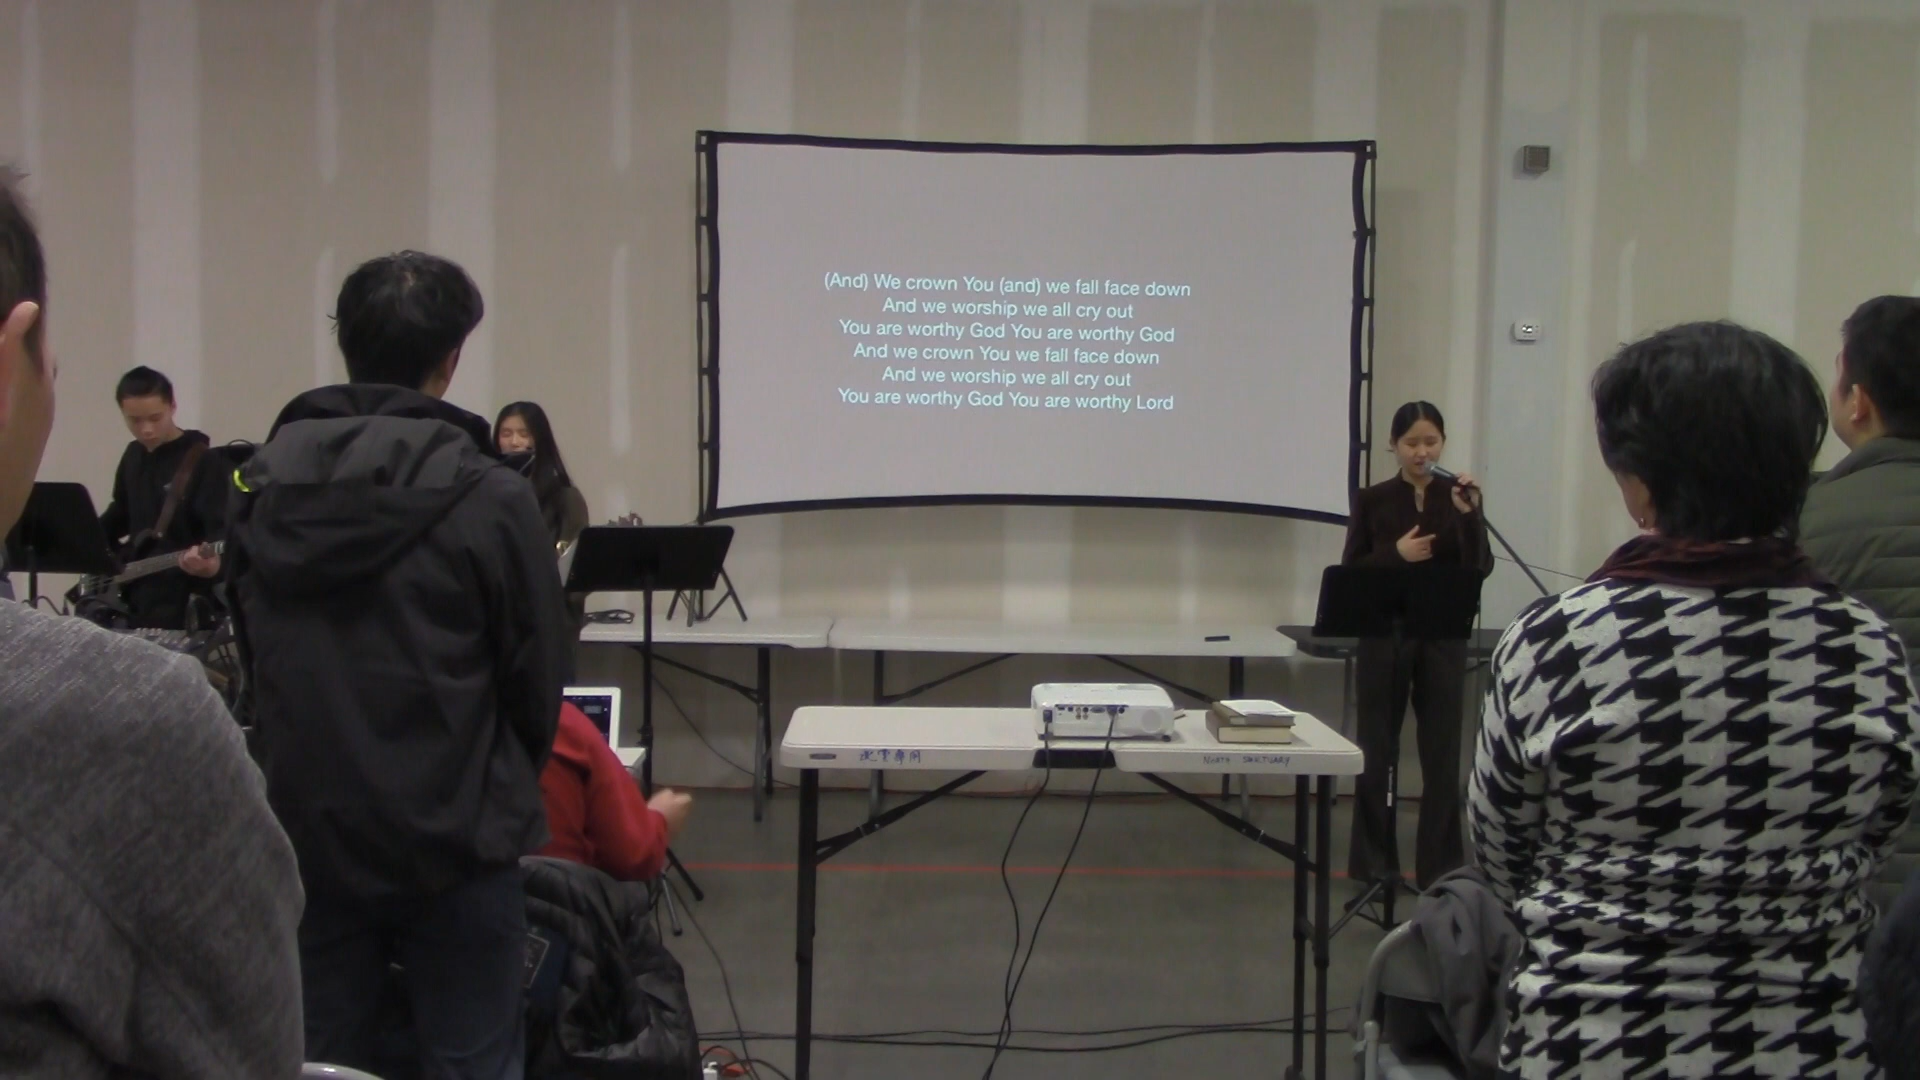 (And) We crown You (and) we fall face down
And we worship we all cry out
You are worthy God You are worthy God
And we crown You we fall face down
And we worship we all cry out
You are worthy God You are worthy Lord
NORTH SANCTUARY